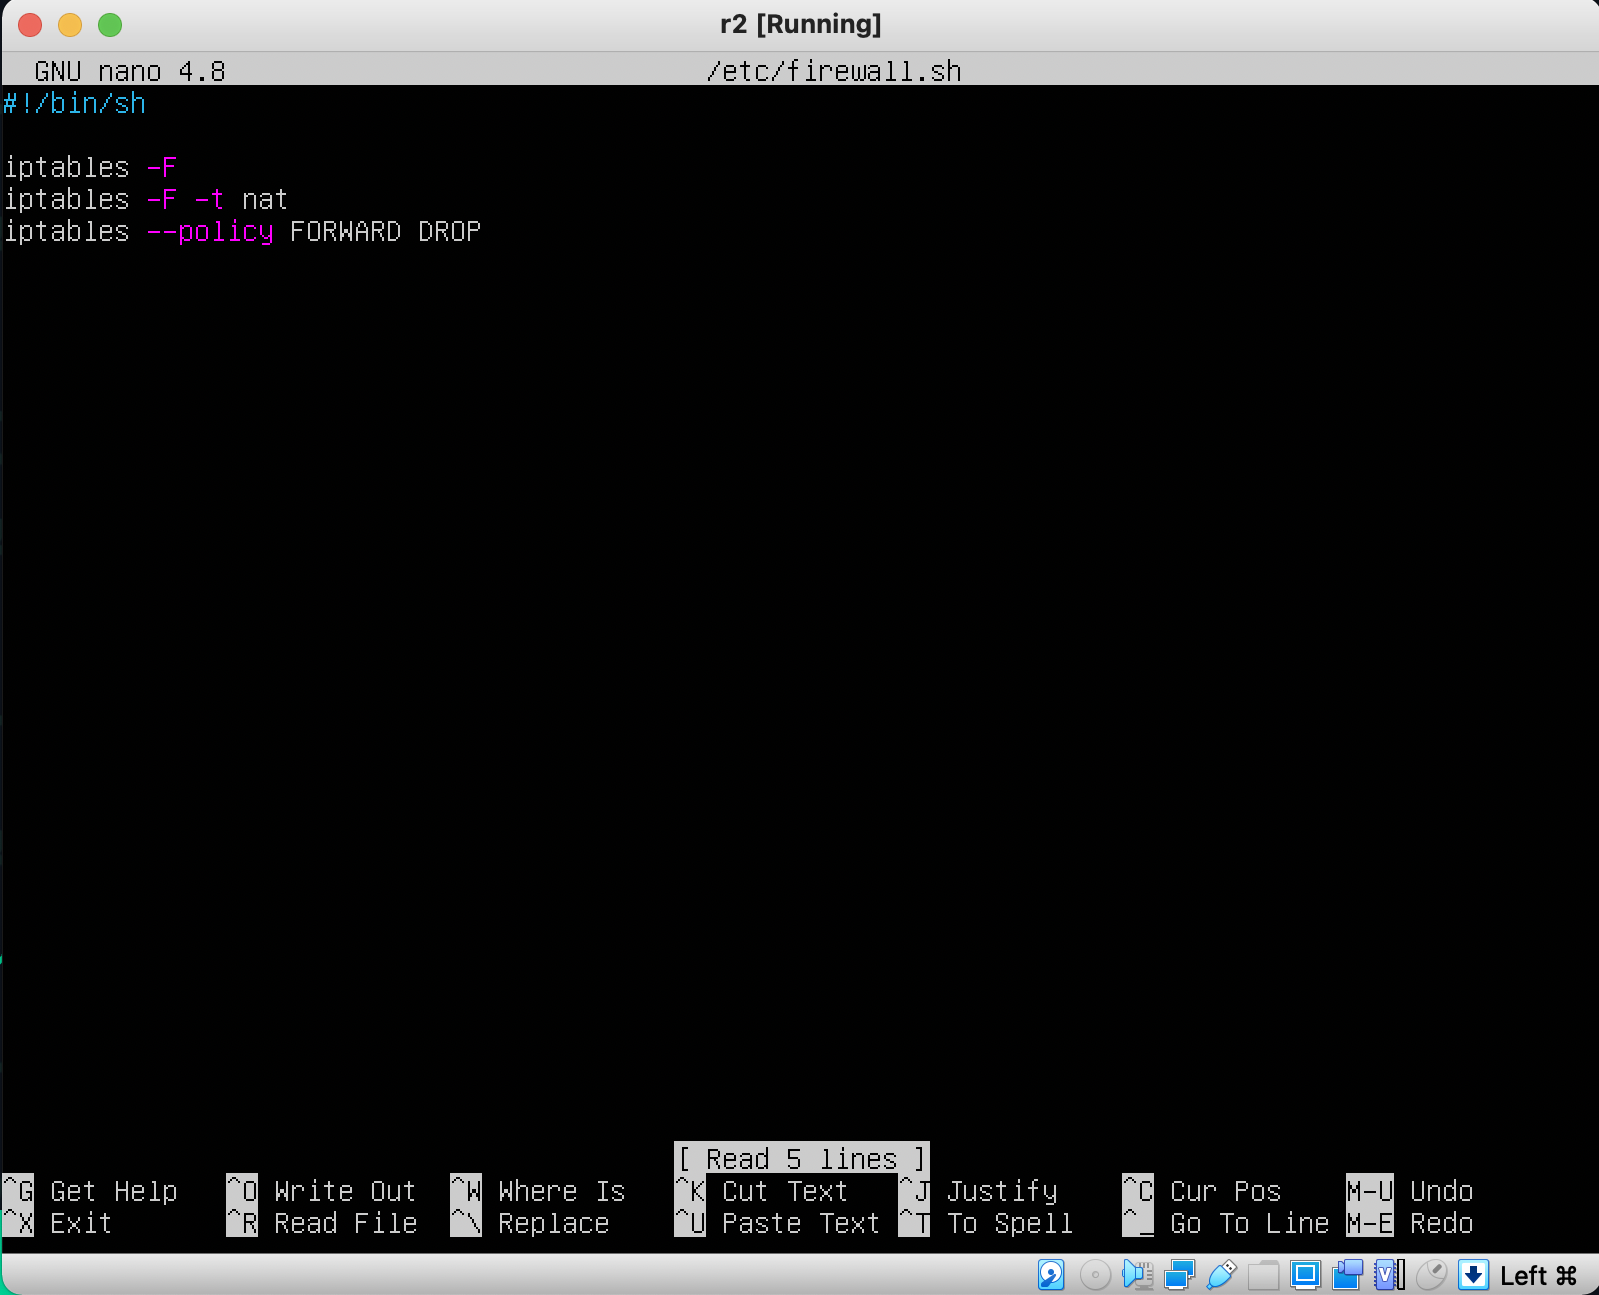 r2 [Running]
GNU nano 4.8 /etc/firewall.sh
#!/bin/sh
iptables -F
iptables -F -t nat
iptables --policy FORWARD DROP
[ Read 5 lines ]
^G Get Help ^O Write Out ^W Where Is ^K Cut Text ^J Justify ^C Cur Pos M-U Undo
^X Exit ^R Read File ^\ Replace ^U Paste Text ^T To Spell ^_ Go To Line M-E Redo
Left ⌘